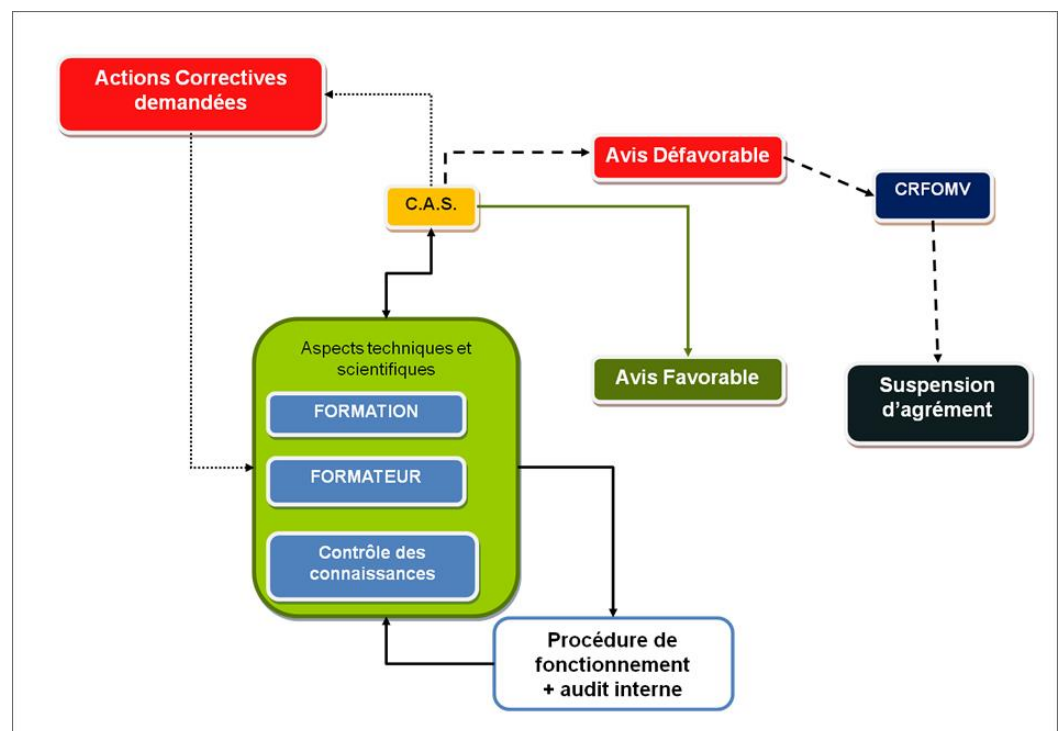 Actions Correctives
demandées
Avis Défavorable
C.A.S.
CRFOMV
Aspects techniques et
scientifiques
FORMATION
FORMATEUR
Contrôle des
connaissances
Avis Favorable
Suspension
d’agrément
Procédure de
fonctionnement
+ audit interne